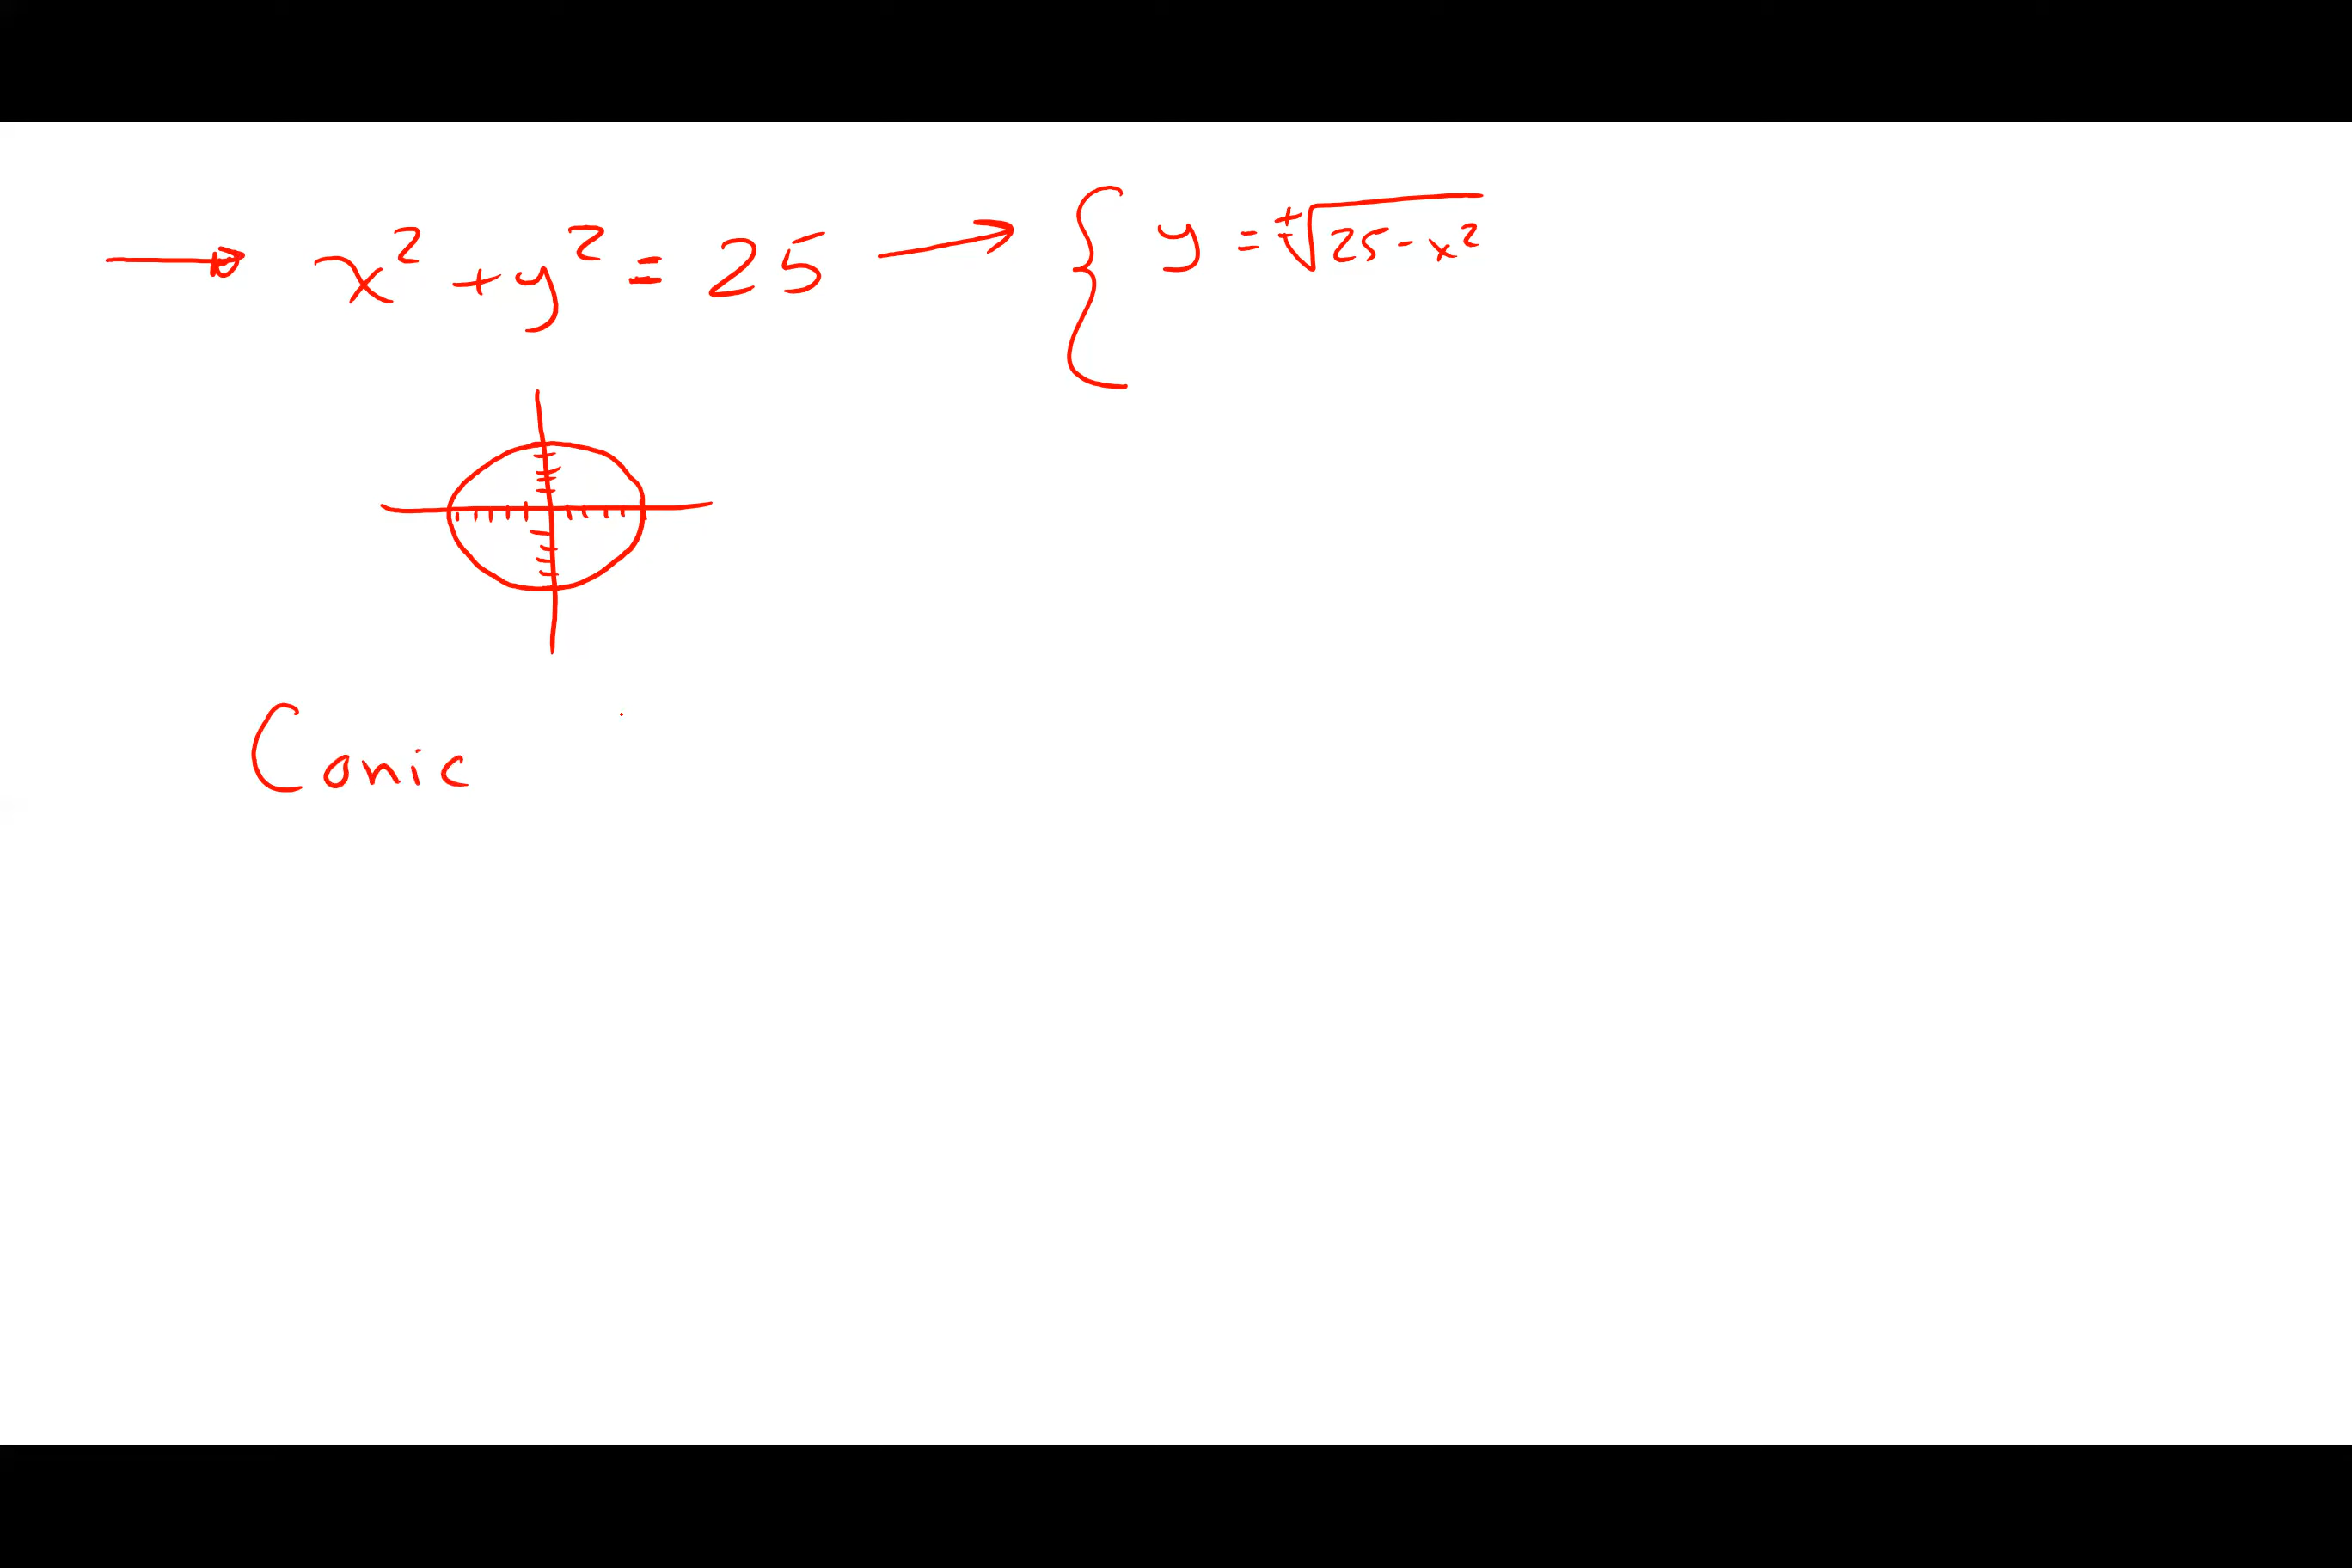 → x² + y² = 25 → { y = ⁺√(25 - x²)
Conic